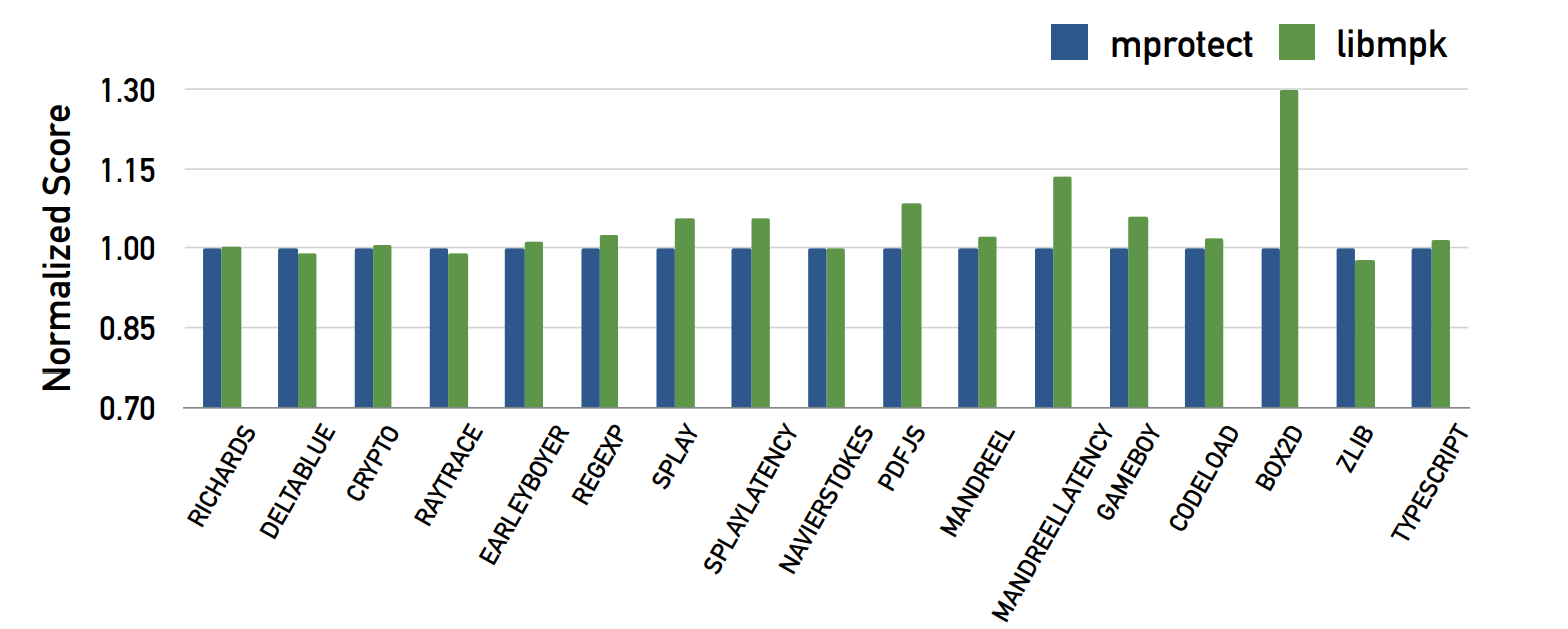 mprotect libmpk
Normalized Score
1.30
1.15
1.00
0.85
0.70
RICHARDS
DELTABLUE
CRYPTO
RAYTRACE
EARLEYBOYER
REGEXP
SPLAY
SPLAYLATENCY
NAVIERSTOKES
PDFJS
MANDREEL
MANDREELLATENCY
GAMEBOY
CODELOAD
BOX2D
ZLIB
TYPESCRIPT